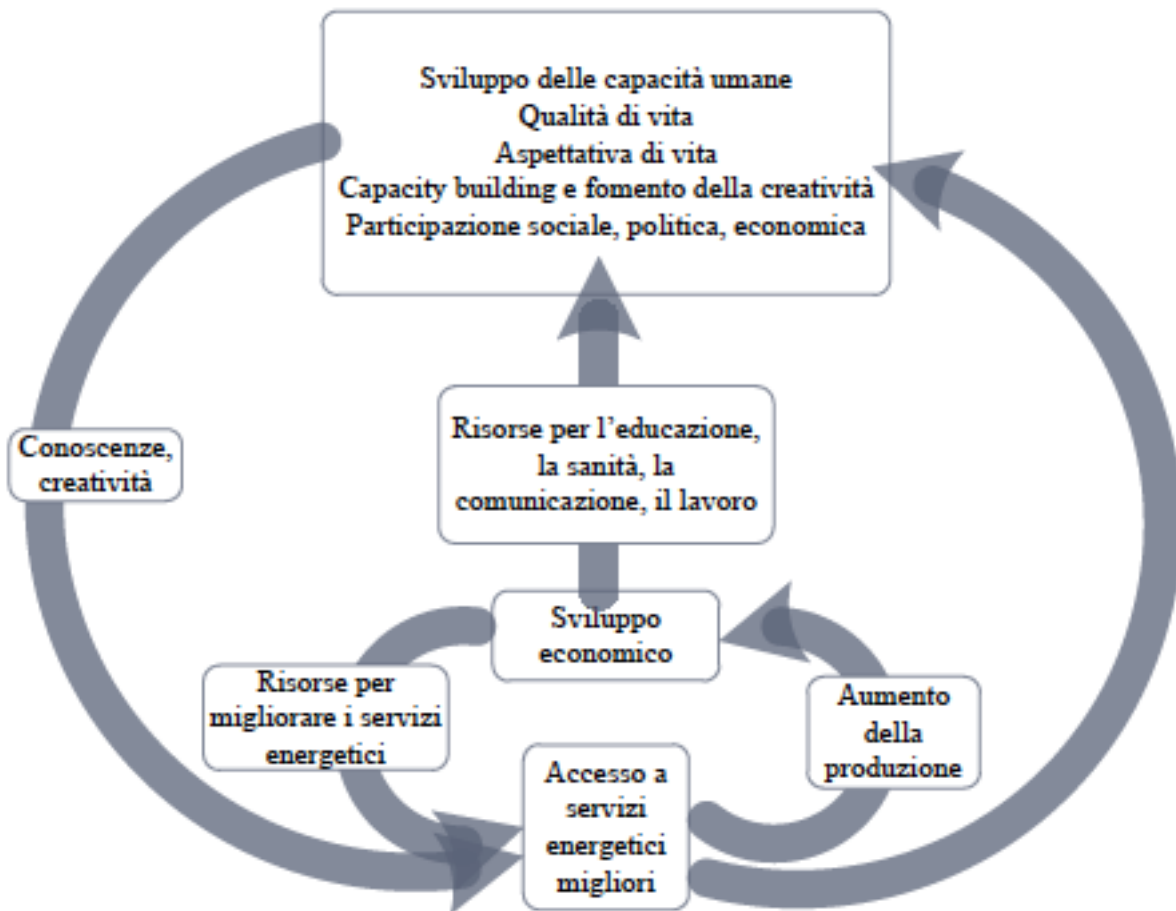 Sviluppo delle capacità umane
Qualità di vita
Aspettativa di vita
Capacity building e fomento della creatività
Participazione sociale, politica, economica
Risorse per l’educazione,
la sanità, la
comunicazione, il lavoro
Conoscenze,
creatività
Sviluppo
economico
Risorse per
migliorare i servizi
energetici
Aumento
della
produzione
Accesso a
servizi
energetici
migliori